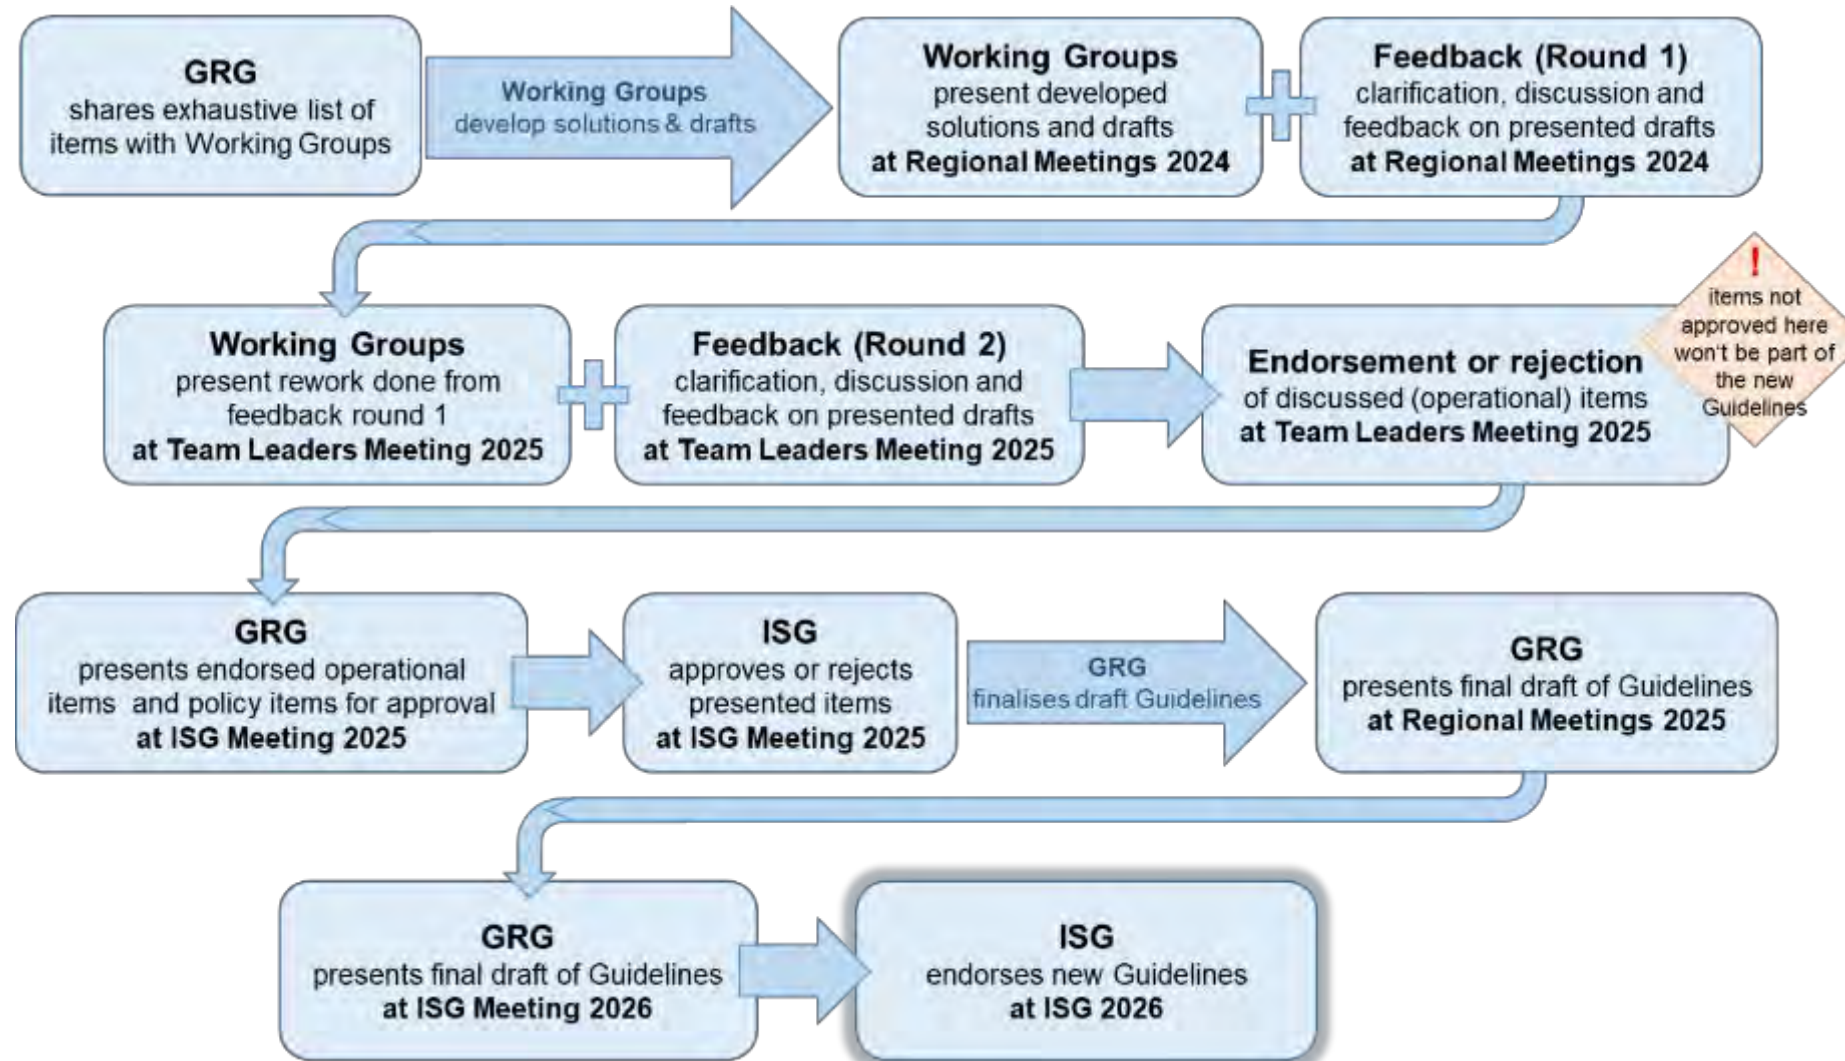 GRG
shares exhaustive list of
items with Working Groups
Working Groups
develop solutions & drafts
Working Groups
present developed
solutions and drafts
at Regional Meetings 2024
Feedback (Round 1)
clarification, discussion and
feedback on presented drafts
at Regional Meetings 2024
Working Groups
present rework done from
feedback round 1
at Team Leaders Meeting 2025
Feedback (Round 2)
clarification, discussion and
feedback on presented drafts
at Team Leaders Meeting 2025
Endorsement or rejection
of discussed (operational) items
at Team Leaders Meeting 2025
!
items not
approved here
won't be part of
the new
Guidelines
GRG
presents endorsed operational
items and policy items for approval
at ISG Meeting 2025
ISG
approves or rejects
presented items
at ISG Meeting 2025
GRG
finalises draft Guidelines
GRG
presents final draft of Guidelines
at Regional Meetings 2025
GRG
presents final draft of Guidelines
at ISG Meeting 2026
ISG
endorses new Guidelines
at ISG 2026